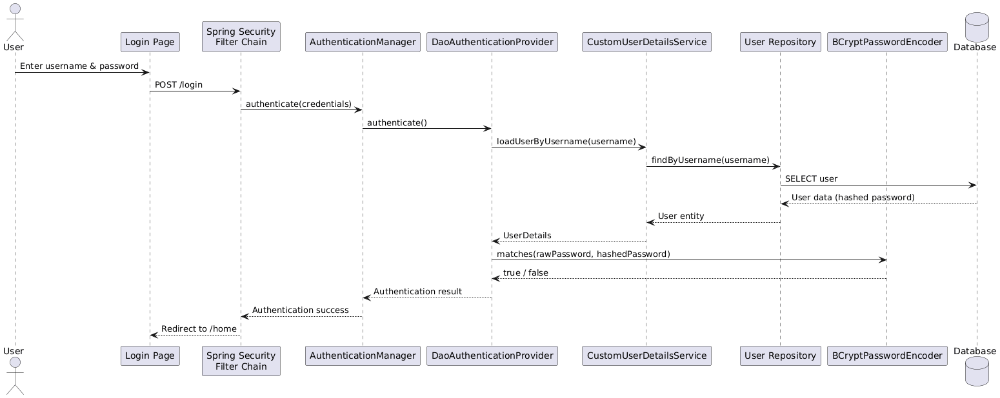 User
Login Page
Spring Security
Filter Chain
AuthenticationManager
DaoAuthenticationProvider
CustomUserDetailsService
User Repository
BCryptPasswordEncoder
Database
Enter username & password
POST /login
authenticate(credentials)
authenticate()
loadUserByUsername(username)
findByUsername(username)
SELECT user
User data (hashed password)
User entity
UserDetails
matches(rawPassword, hashedPassword)
true / false
Authentication result
Authentication success
Redirect to /home
User
Login Page
Spring Security
Filter Chain
AuthenticationManager
DaoAuthenticationProvider
CustomUserDetailsService
User Repository
BCryptPasswordEncoder
Database